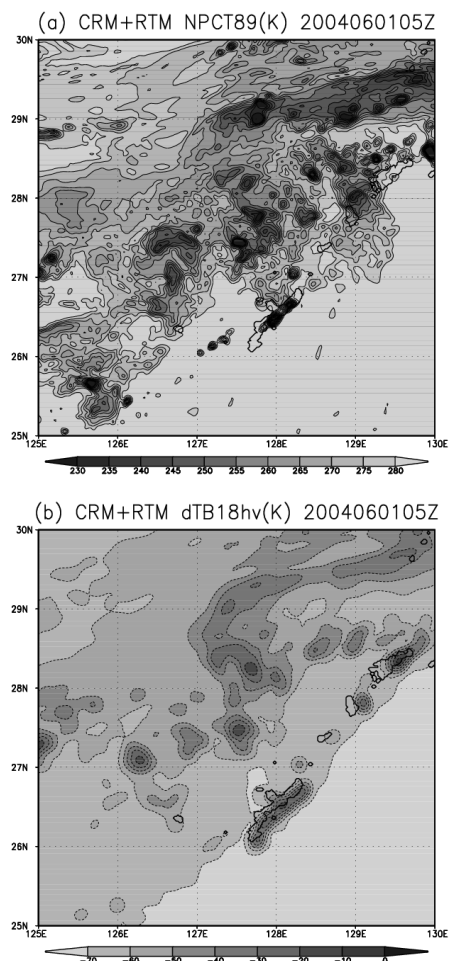 (a) CRM+RTM NPCT89(K) 2004060105Z
30N
29N
28N
27N
26N
25N
125E 126E 127E 128E 129E 130E
230 235 240 245 250 255 260 265 270 275 280
(b) CRM+RTM dTB18hv(K) 2004060105Z
30N
29N
28N
27N
26N
25N
125E 126E 127E 128E 129E 130E
-70 -60 -50 -40 -30 -20 -10 0